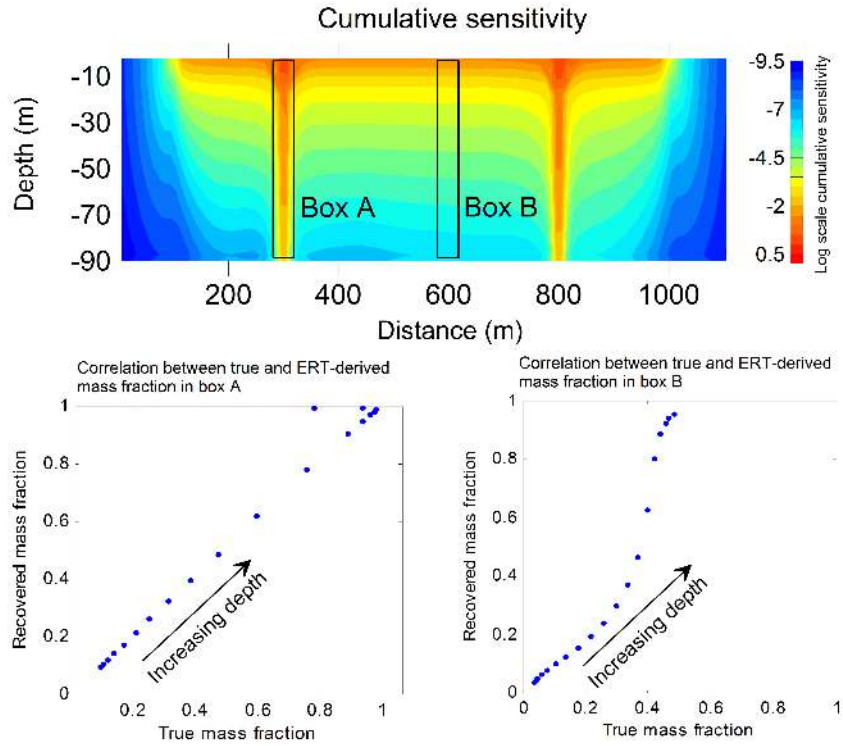 Cumulative sensitivity
Depth (m)
-10
-30
-50
-70
-90
Box A
Box B
200
400
600
800
1000
Distance (m)
-9.5
-7
-4.5
-2
0.5
Log scale cumulative sensitivity
Correlation between true and ERT-derived
mass fraction in box A
Recovered mass fraction
1
0.8
0.6
0.4
0.2
0
Increasing depth
0.2
0.4
0.6
0.8
1
True mass fraction
Correlation between true and ERT-derived
mass fraction in box B
Recovered mass fraction
1
0.8
0.6
0.4
0.2
0
Increasing depth
0
0.2
0.4
0.6
0.8
1
True mass fraction